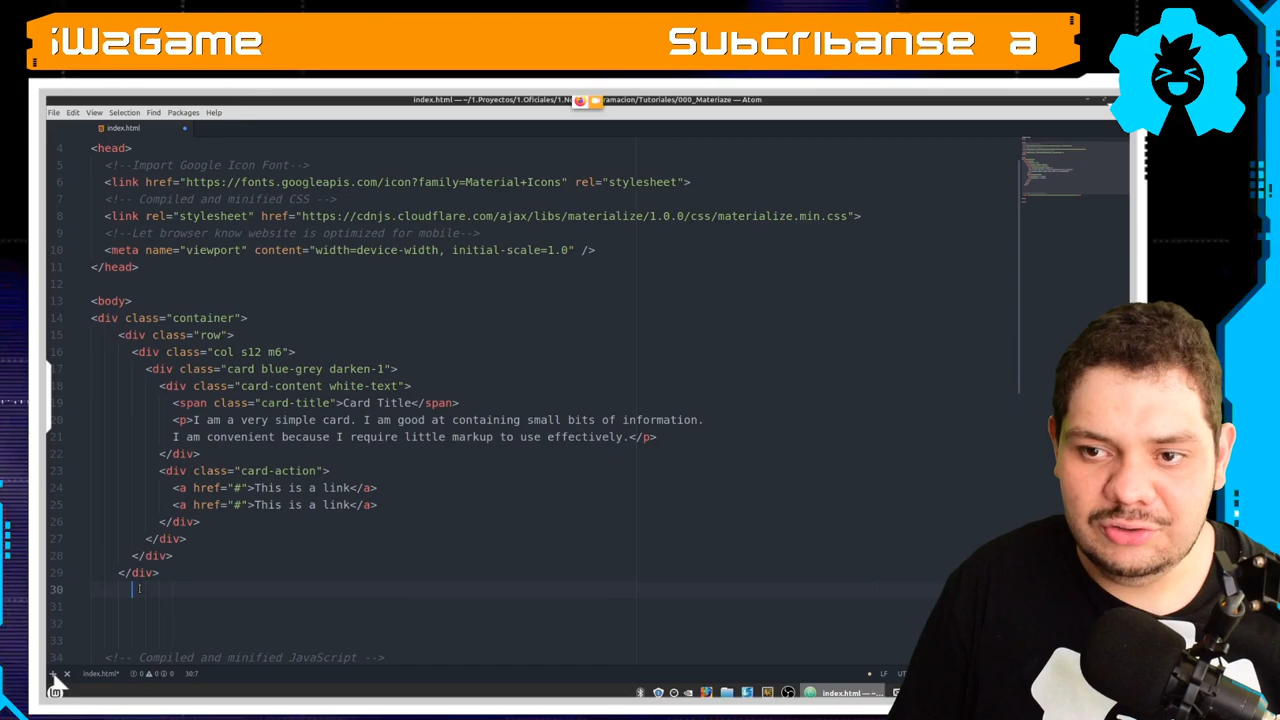 iW2Game
Subcribanse a
index.html — ~/1.Proyectos/1.Oficiales/1.No ramacion/Tutoriales/000_Materiaze — Atom
File Edit View Selection Find Packages Help
index.html
4 <head>
5 <!--Import Google Icon Font-->
6 <link href="https://fonts.googleapis.com/icon?family=Material+Icons" rel="stylesheet">
7 <!-- Compiled and minified CSS -->
8 <link rel="stylesheet" href="https://cdnjs.cloudflare.com/ajax/libs/materialize/1.0.0/css/materialize.min.css">
9 <!--Let browser know website is optimized for mobile-->
10 <meta name="viewport" content="width=device-width, initial-scale=1.0" />
11 </head>
12
13 <body>
14 <div class="container">
15 <div class="row">
16 <div class="col s12 m6">
17 <div class="card blue-grey darken-1">
18 <div class="card-content white-text">
19 <span class="card-title">Card Title</span>
20 <p>I am a very simple card. I am good at containing small bits of information.
21 I am convenient because I require little markup to use effectively.</p>
22 </div>
23 <div class="card-action">
24 <a href="#">This is a link</a>
25 <a href="#">This is a link</a>
26 </div>
27 </div>
28 </div>
29 </div>
30
31
32
33
34 <!-- Compiled and minified JavaScript -->
index.html* 0 0 0 30:7 LF
index.html — ~...